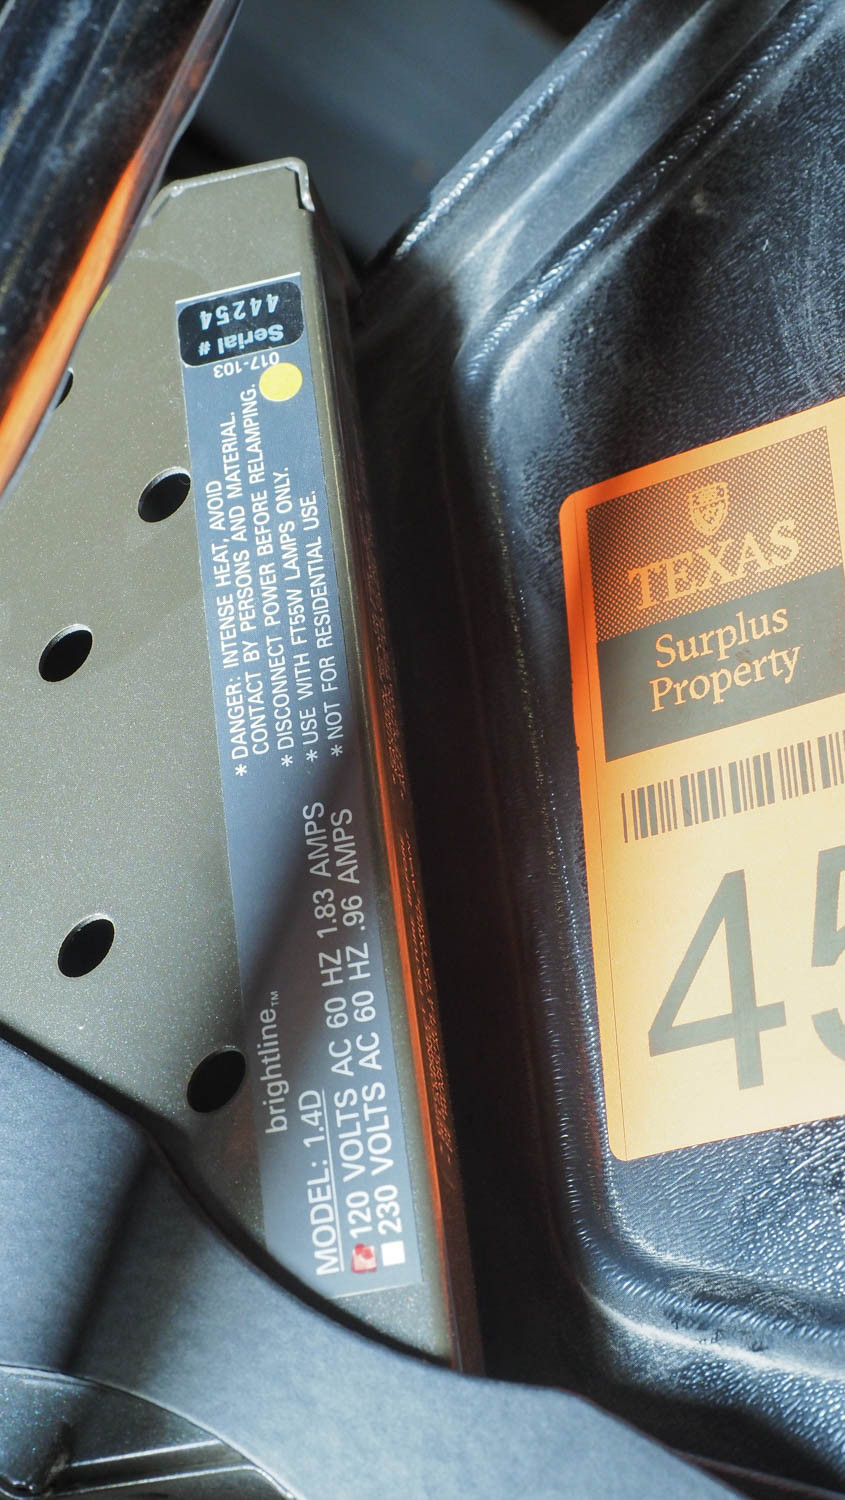 Serial #
44254
017-103
* DANGER: INTENSE HEAT, AVOID
CONTACT BY PERSONS AND MATERIAL.
* DISCONNECT POWER BEFORE RELAMPING.
* USE WITH FT55W LAMPS ONLY.
* NOT FOR RESIDENTIAL USE.
brightline™
MODEL: 1.4D
120 VOLTS AC 60 HZ 1.83 AMPS
230 VOLTS AC 60 HZ .96 AMPS
TEXAS
Surplus
Property
45